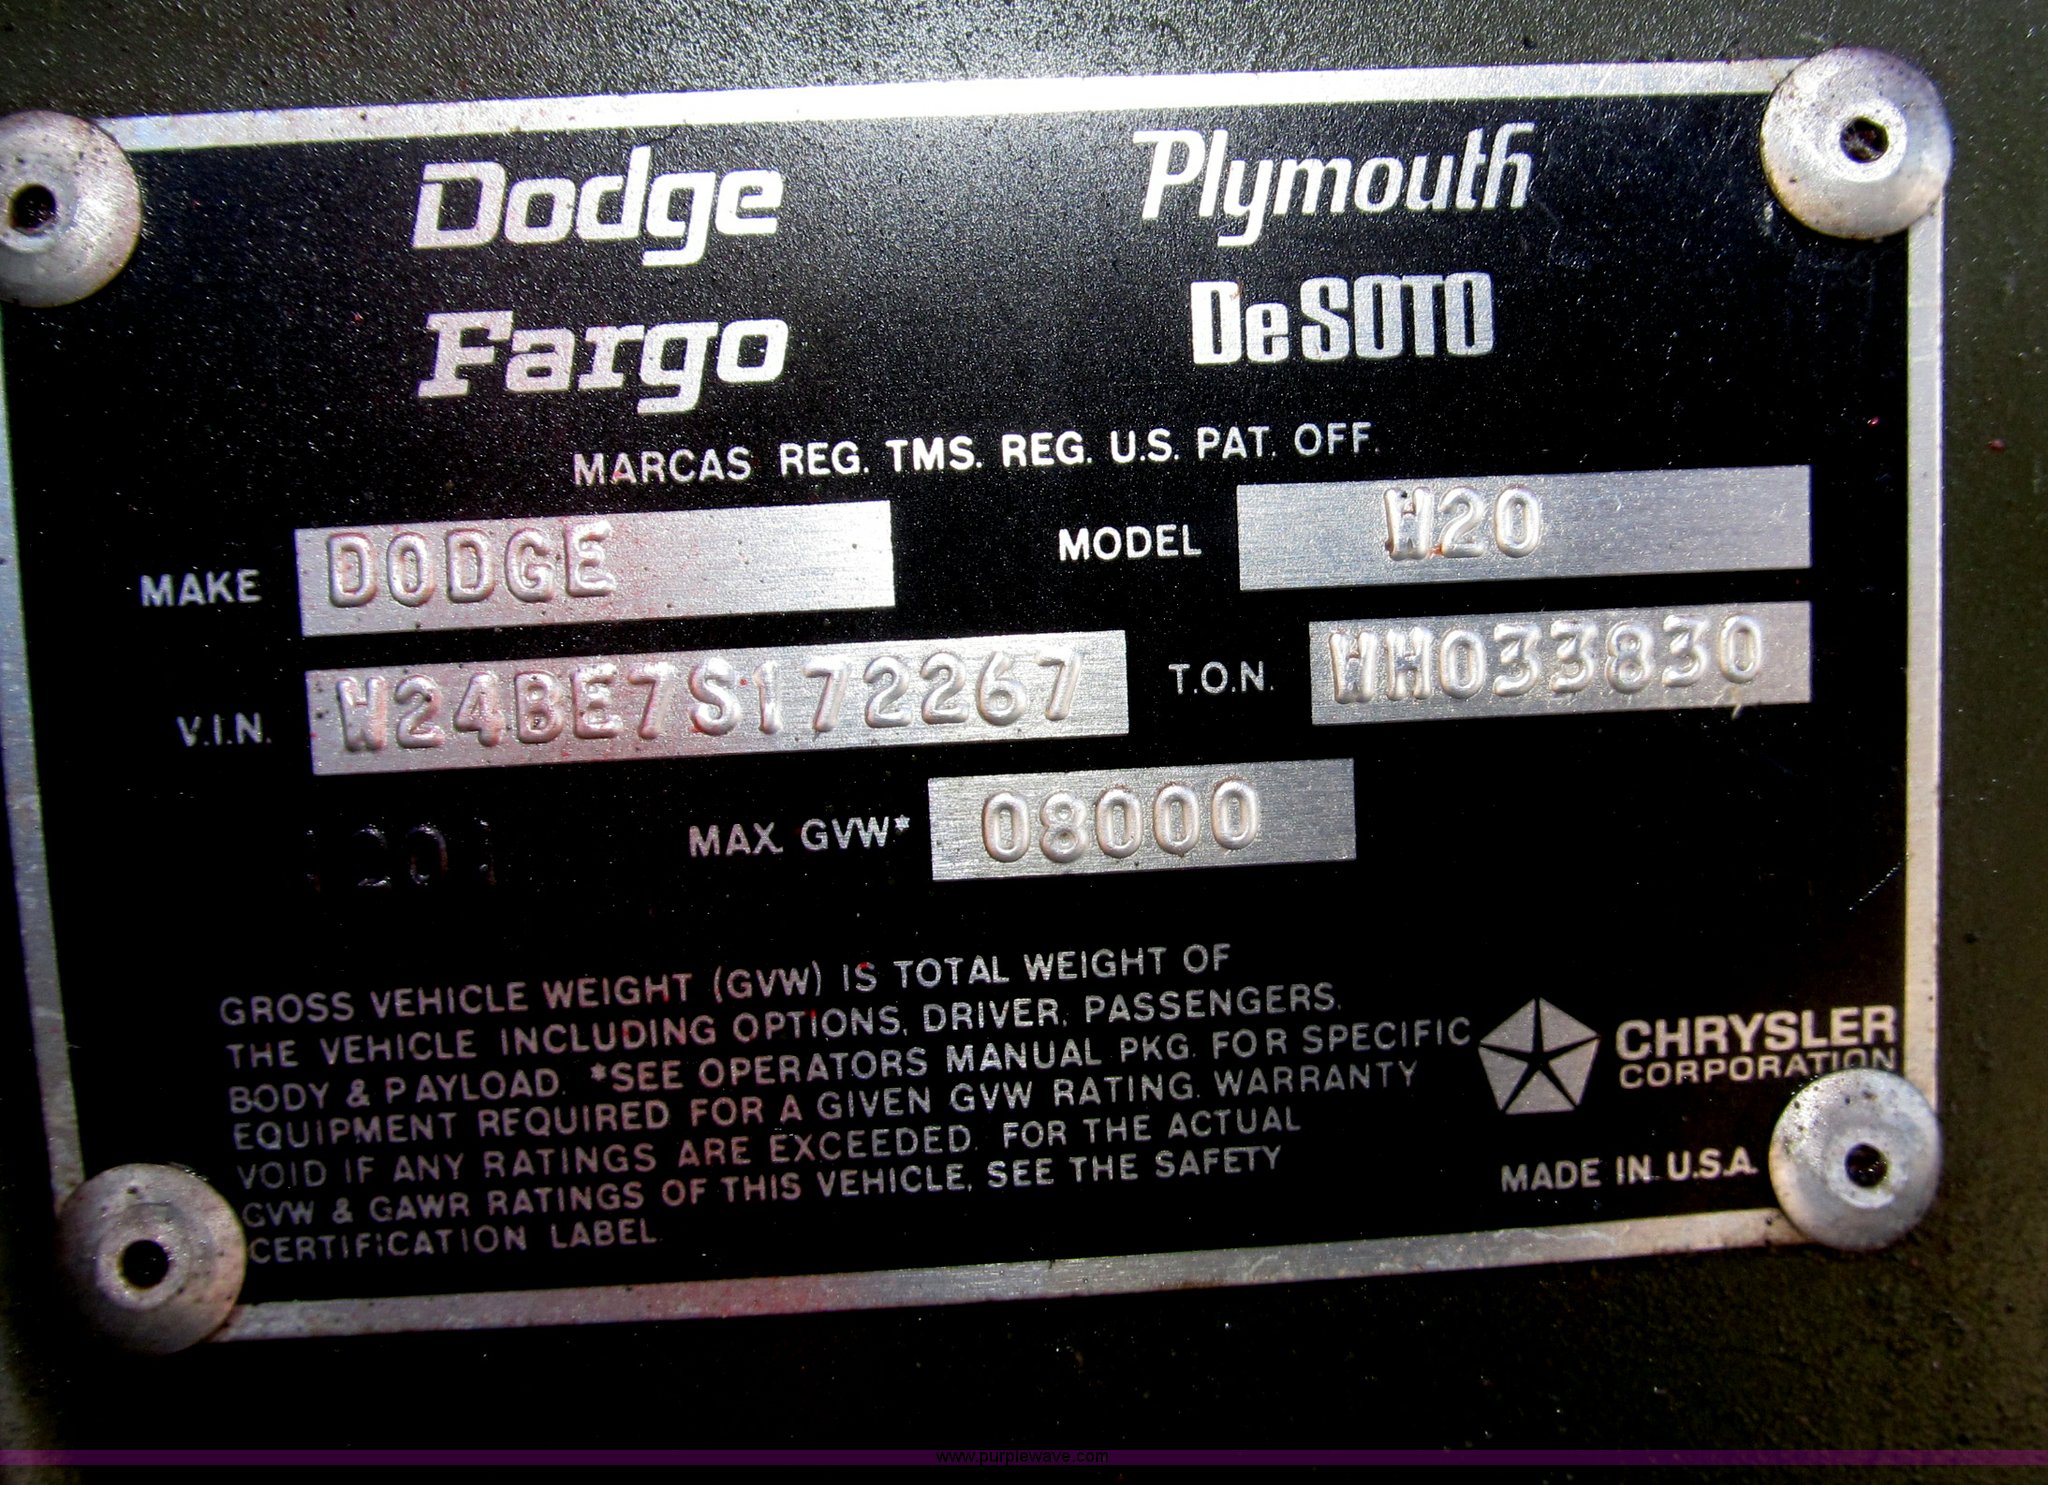 Dodge Plymouth
Fargo DeSOTO
MARCAS REG. TMS. REG. U.S. PAT. OFF.
MAKE DODGE MODEL W20
V.I.N. W24BE7S172267 T.O.N. WH033830
1201 MAX. GVW* 08000
GROSS VEHICLE WEIGHT (GVW) IS TOTAL WEIGHT OF
THE VEHICLE INCLUDING OPTIONS, DRIVER, PASSENGERS,
BODY & PAYLOAD. *SEE OPERATORS MANUAL PKG. FOR SPECIFIC
EQUIPMENT REQUIRED FOR A GIVEN GVW RATING. WARRANTY
VOID IF ANY RATINGS ARE EXCEEDED. FOR THE ACTUAL
GVW & GAWR RATINGS OF THIS VEHICLE, SEE THE SAFETY
CERTIFICATION LABEL.
CHRYSLER
CORPORATION
MADE IN U.S.A.
www.purplewave.com